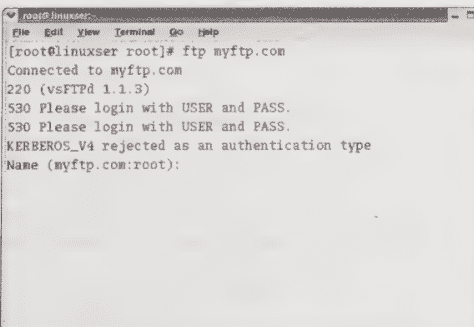 root@linuxser:~
File Edit View Terminal Go Help
[root@linuxser root]# ftp myftp.com
Connected to myftp.com
220 (vsFTPd 1.1.3)
530 Please login with USER and PASS.
530 Please login with USER and PASS.
KERBEROS_V4 rejected as an authentication type
Name (myftp.com:root):